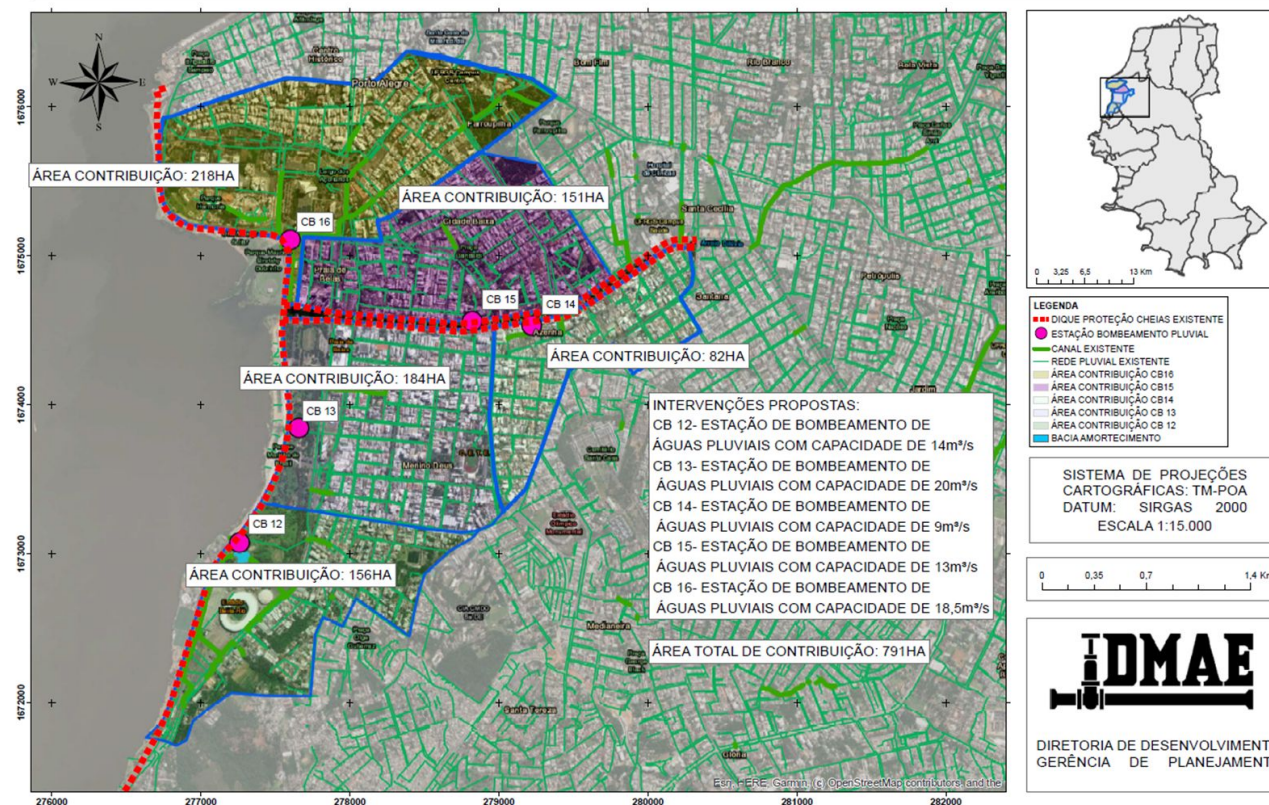 N
W
E
S
Porto Alegre
Farroupilha
ÁREA CONTRIBUIÇÃO: 218HA
ÁREA CONTRIBUIÇÃO: 151HA
CB 16
Cidade Baixa
Santa Cecília
Petrópolis
CB 15
CB 14
Azenha
ÁREA CONTRIBUIÇÃO: 82HA
ÁREA CONTRIBUIÇÃO: 184HA
CB 13
Menino Deus
CB 12
ÁREA CONTRIBUIÇÃO: 156HA
Medianeira
Santa Tereza
Glória
INTERVENÇÕES PROPOSTAS:
CB 12- ESTAÇÃO DE BOMBEAMENTO DE
ÁGUAS PLUVIAIS COM CAPACIDADE DE 14m³/s
CB 13- ESTAÇÃO DE BOMBEAMENTO DE
ÁGUAS PLUVIAIS COM CAPACIDADE DE 20m³/s
CB 14- ESTAÇÃO DE BOMBEAMENTO DE
ÁGUAS PLUVIAIS COM CAPACIDADE DE 9m³/s
CB 15- ESTAÇÃO DE BOMBEAMENTO DE
ÁGUAS PLUVIAIS COM CAPACIDADE DE 13m³/s
CB 16- ESTAÇÃO DE BOMBEAMENTO DE
ÁGUAS PLUVIAIS COM CAPACIDADE DE 18,5m³/s
ÁREA TOTAL DE CONTRIBUIÇÃO: 791HA
Esri, HERE, Garmin, (c) OpenStreetMap contributors, and the
1676000
1675000
1674000
1673000
1672000
276000 277000 278000 279000 280000 281000 282000
0 3,25 6,5 13 Km
LEGENDA
DIQUE PROTEÇÃO CHEIAS EXISTENTE
ESTAÇÃO BOMBEAMENTO PLUVIAL
CANAL EXISTENTE
REDE PLUVIAL EXISTENTE
ÁREA CONTRIBUIÇÃO CB16
ÁREA CONTRIBUIÇÃO CB15
ÁREA CONTRIBUIÇÃO CB14
ÁREA CONTRIBUIÇÃO CB 13
ÁREA CONTRIBUIÇÃO CB 12
BACIA AMORTECIMENTO
SISTEMA DE PROJEÇÕES
CARTOGRÁFICAS: TM-POA
DATUM: SIRGAS 2000
ESCALA 1:15.000
0 0,35 0,7 1,4 Km
DMAE
DIRETORIA DE DESENVOLVIMENT
GERÊNCIA DE PLANEJAMENT